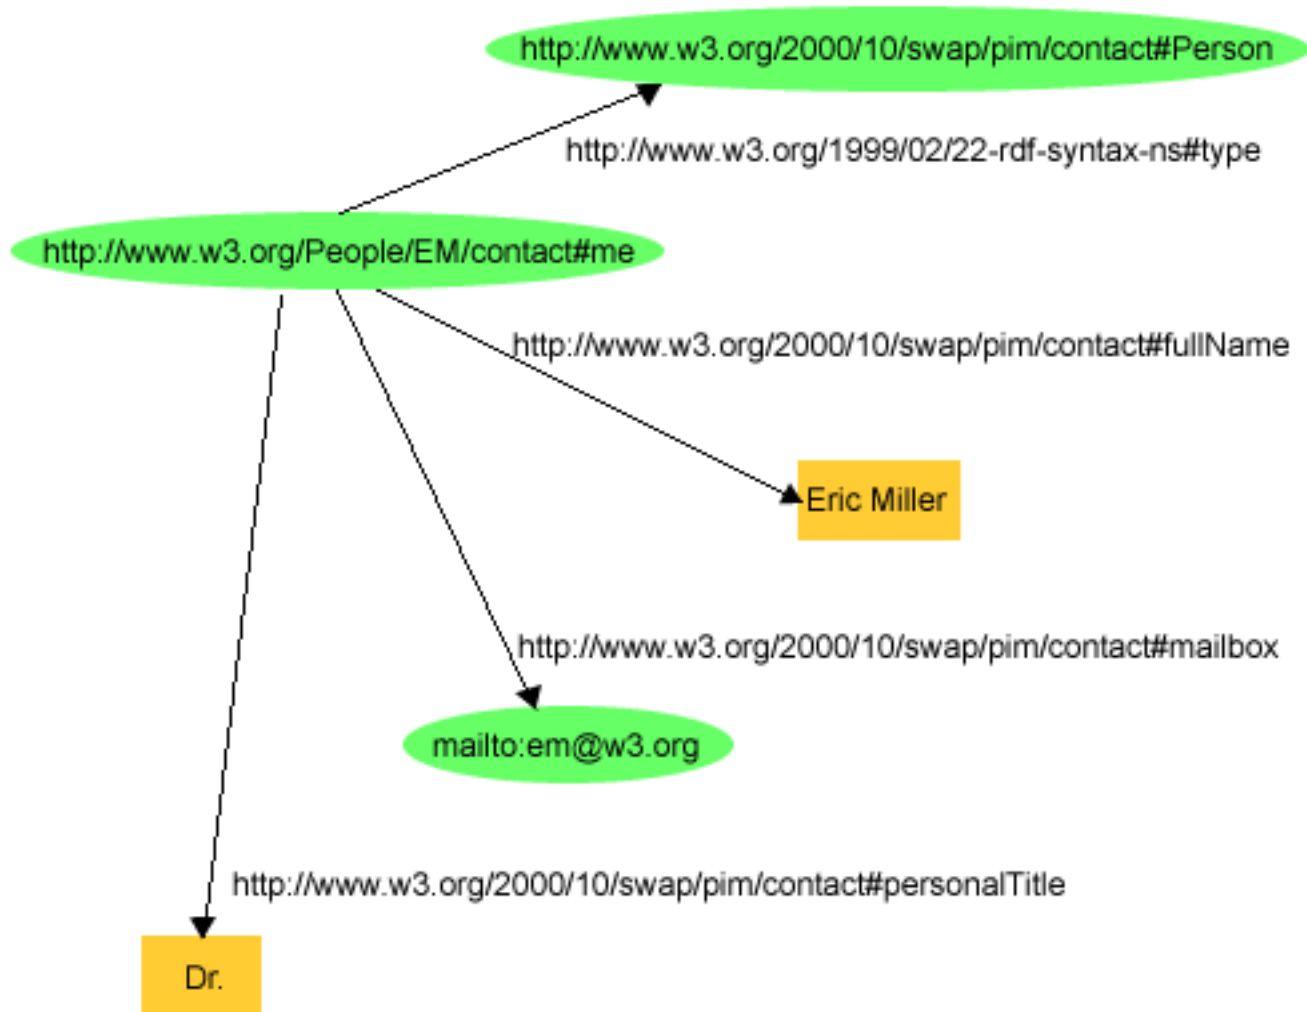 http://www.w3.org/2000/10/swap/pim/contact#Person
http://www.w3.org/1999/02/22-rdf-syntax-ns#type
http://www.w3.org/People/EM/contact#me
http://www.w3.org/2000/10/swap/pim/contact#fullName
Eric Miller
http://www.w3.org/2000/10/swap/pim/contact#mailbox
mailto:em@w3.org
http://www.w3.org/2000/10/swap/pim/contact#personalTitle
Dr.